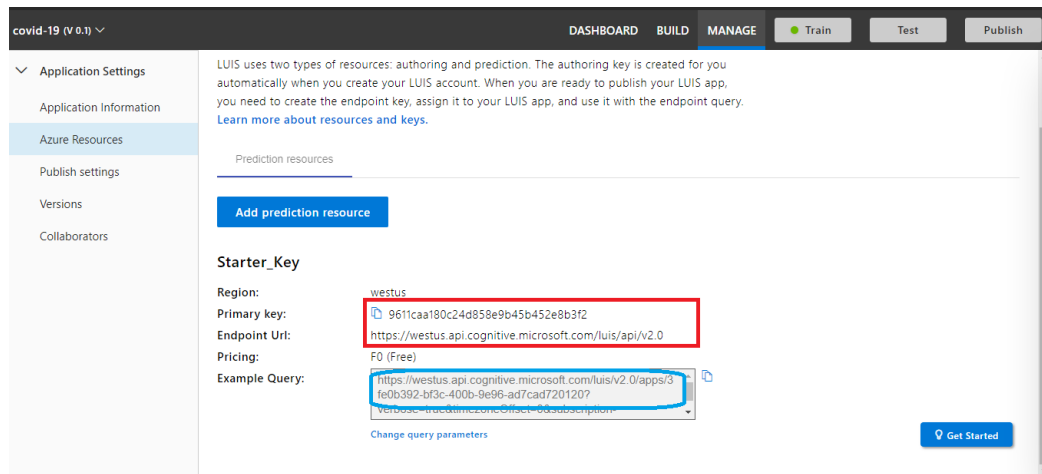 covid-19 (V 0.1)
DASHBOARD BUILD MANAGE Train Test Publish
Application Settings
Application Information
Azure Resources
Publish settings
Versions
Collaborators
LUIS uses two types of resources: authoring and prediction. The authoring key is created for you
automatically when you create your LUIS account. When you are ready to publish your LUIS app,
you need to create the endpoint key, assign it to your LUIS app, and use it with the endpoint query.
Learn more about resources and keys.
Prediction resources
Add prediction resource
Starter_Key
Region: westus
Primary key: 9611caa180c24d858e9b45b452e8b3f2
Endpoint Url: https://westus.api.cognitive.microsoft.com/luis/api/v2.0
Pricing: F0 (Free)
Example Query: https://westus.api.cognitive.microsoft.com/luis/v2.0/apps/3
fe0b392-bf3c-400b-9e96-ad7cad720120?
verbose=true&timezoneOffset=0&subscription-
Change query parameters
Get Started